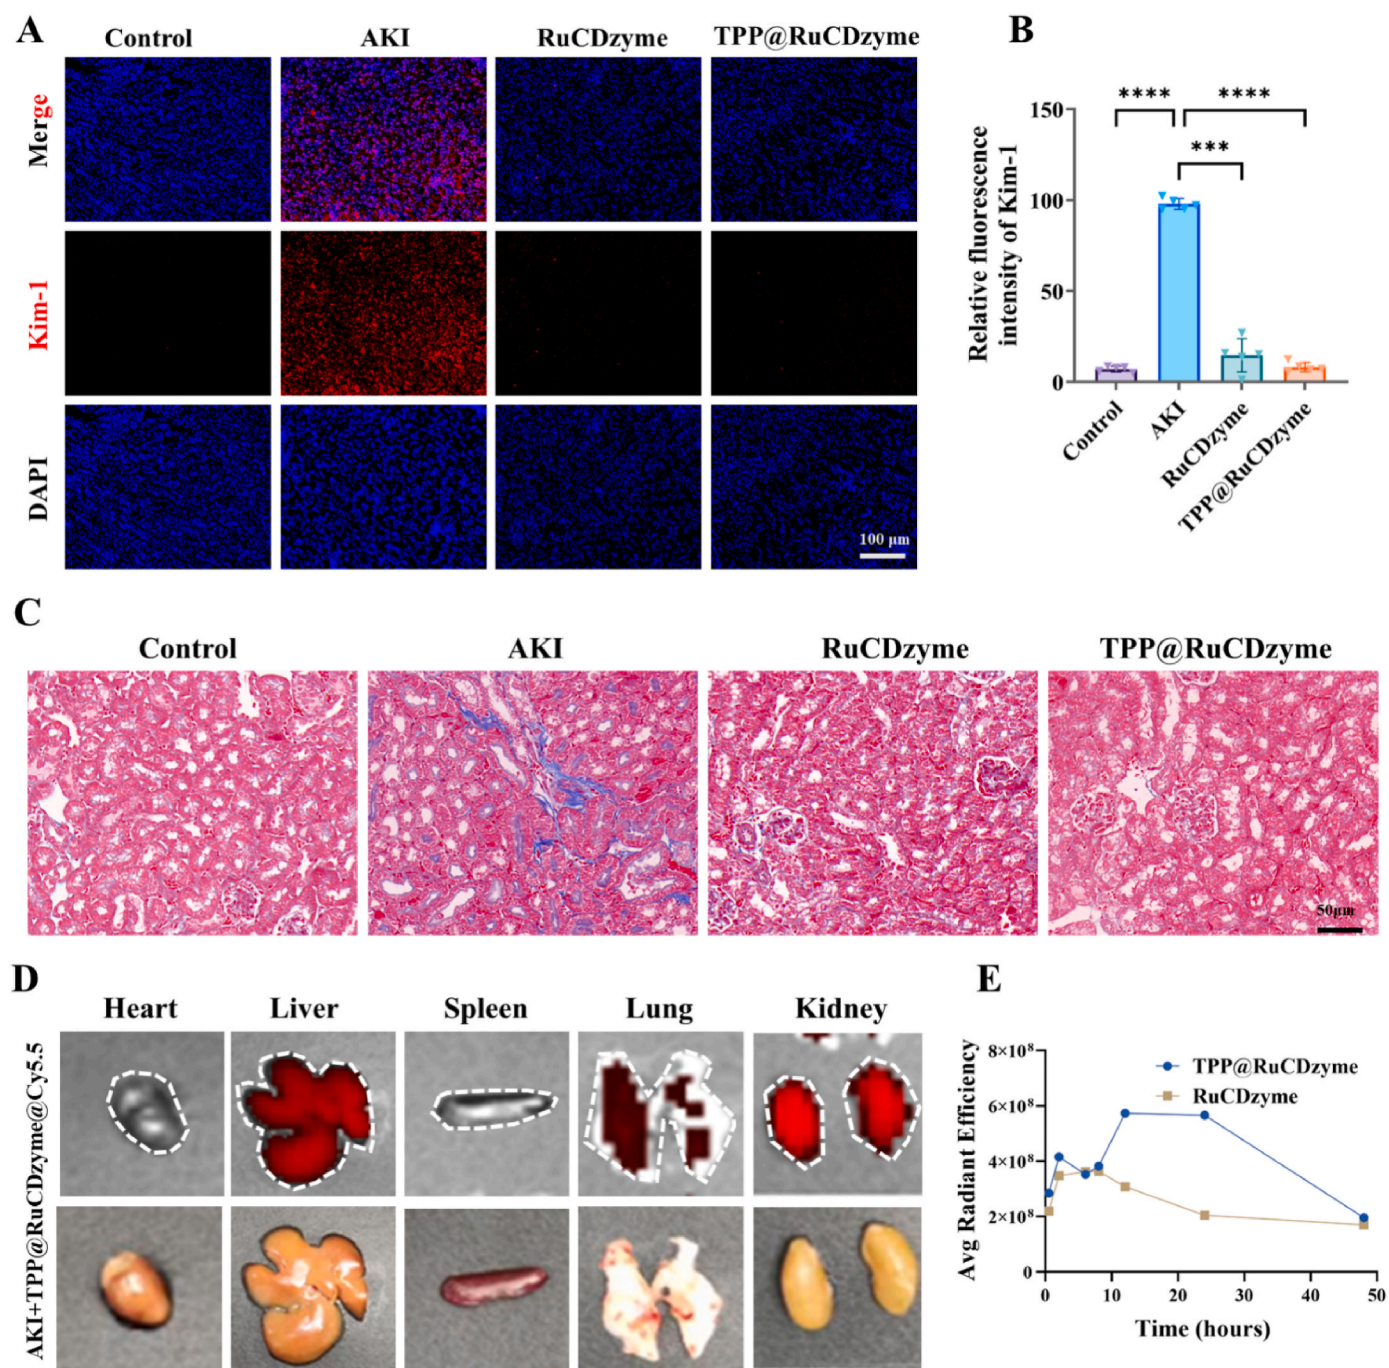 A
Control
AKI
RuCDzyme
TPP@RuCDzyme
Merge
Kim-1
DAPI
100 μm
B
Relative fluorescence
intensity of Kim-1
150
100
50
0
****
****
***
Control
AKI
RuCDzyme
TPP@RuCDzyme
C
Control
AKI
RuCDzyme
TPP@RuCDzyme
50μm
D
Heart
Liver
Spleen
Lung
Kidney
AKI+TPP@RuCDzyme@Cy5.5
E
Avg Radiant Efficiency
8×10⁸
6×10⁸
4×10⁸
2×10⁸
0
TPP@RuCDzyme
RuCDzyme
0 10 20 30 40 50
Time (hours)